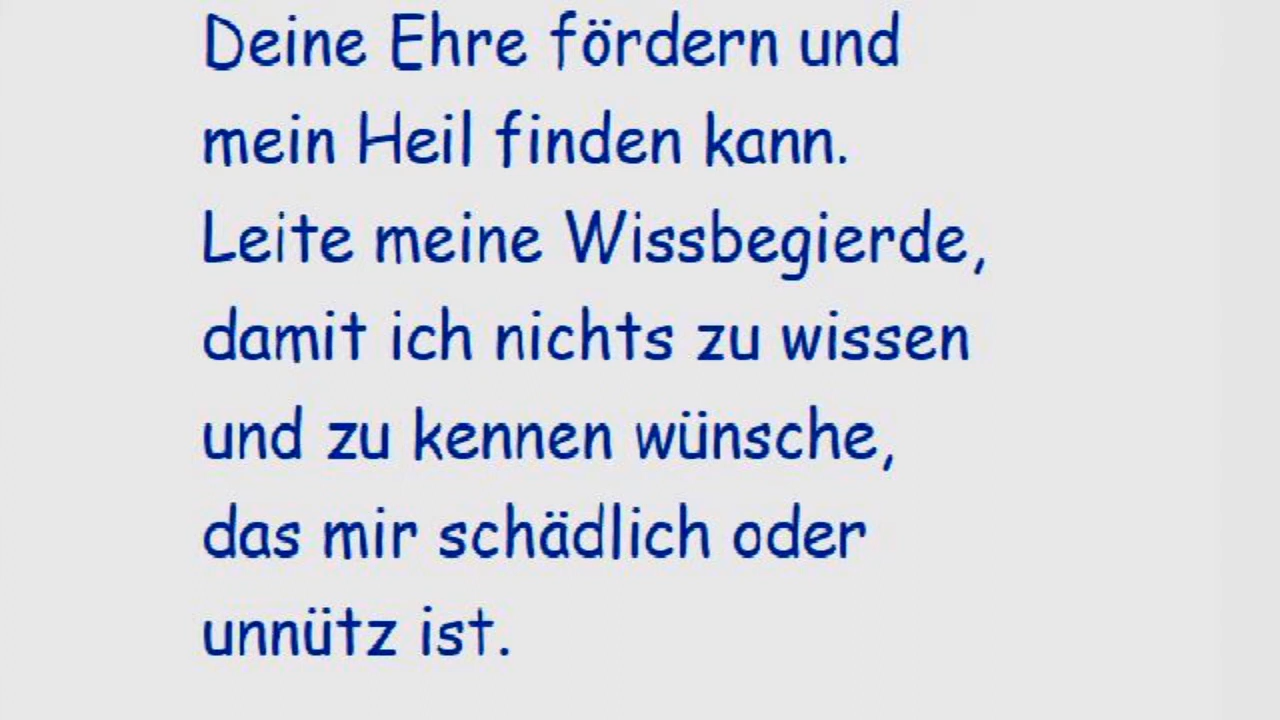 Deine Ehre fördern und
mein Heil finden kann.
Leite meine Wissbegierde,
damit ich nichts zu wissen
und zu kennen wünsche,
das mir schädlich oder
unnütz ist.